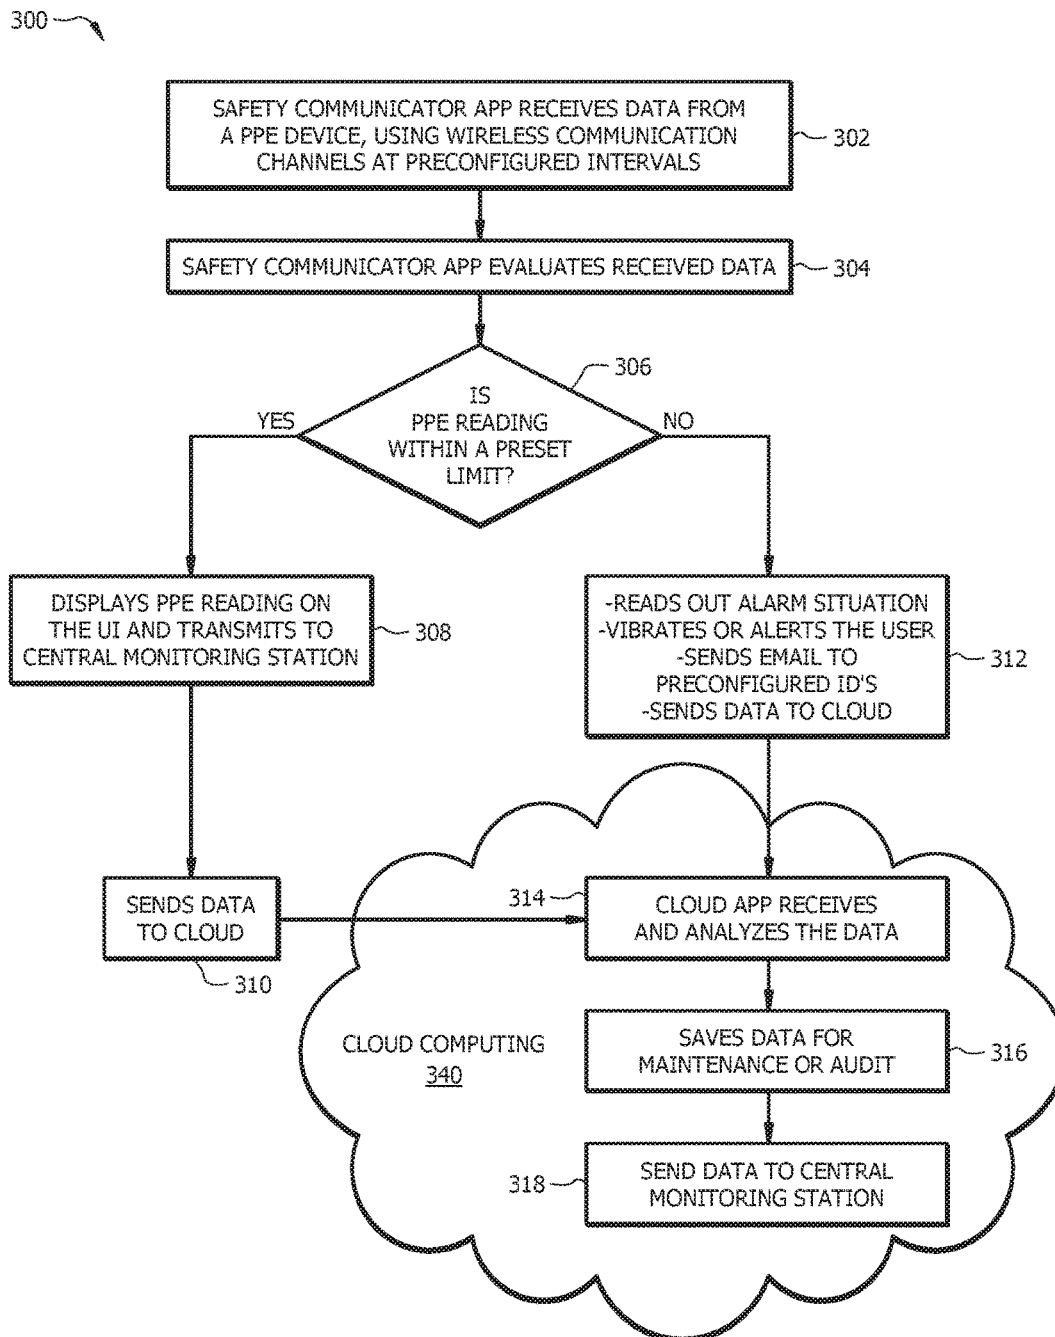 300
SAFETY COMMUNICATOR APP RECEIVES DATA FROM
A PPE DEVICE, USING WIRELESS COMMUNICATION
CHANNELS AT PRECONFIGURED INTERVALS
302
SAFETY COMMUNICATOR APP EVALUATES RECEIVED DATA
304
306
IS
PPE READING
WITHIN A PRESET
LIMIT?
YES
NO
DISPLAYS PPE READING ON
THE UI AND TRANSMITS TO
CENTRAL MONITORING STATION
308
-READS OUT ALARM SITUATION
-VIBRATES OR ALERTS THE USER
-SENDS EMAIL TO
PRECONFIGURED ID'S
-SENDS DATA TO CLOUD
312
SENDS DATA
TO CLOUD
310
314
CLOUD APP RECEIVES
AND ANALYZES THE DATA
CLOUD COMPUTING
340
SAVES DATA FOR
MAINTENANCE OR AUDIT
316
318
SEND DATA TO CENTRAL
MONITORING STATION